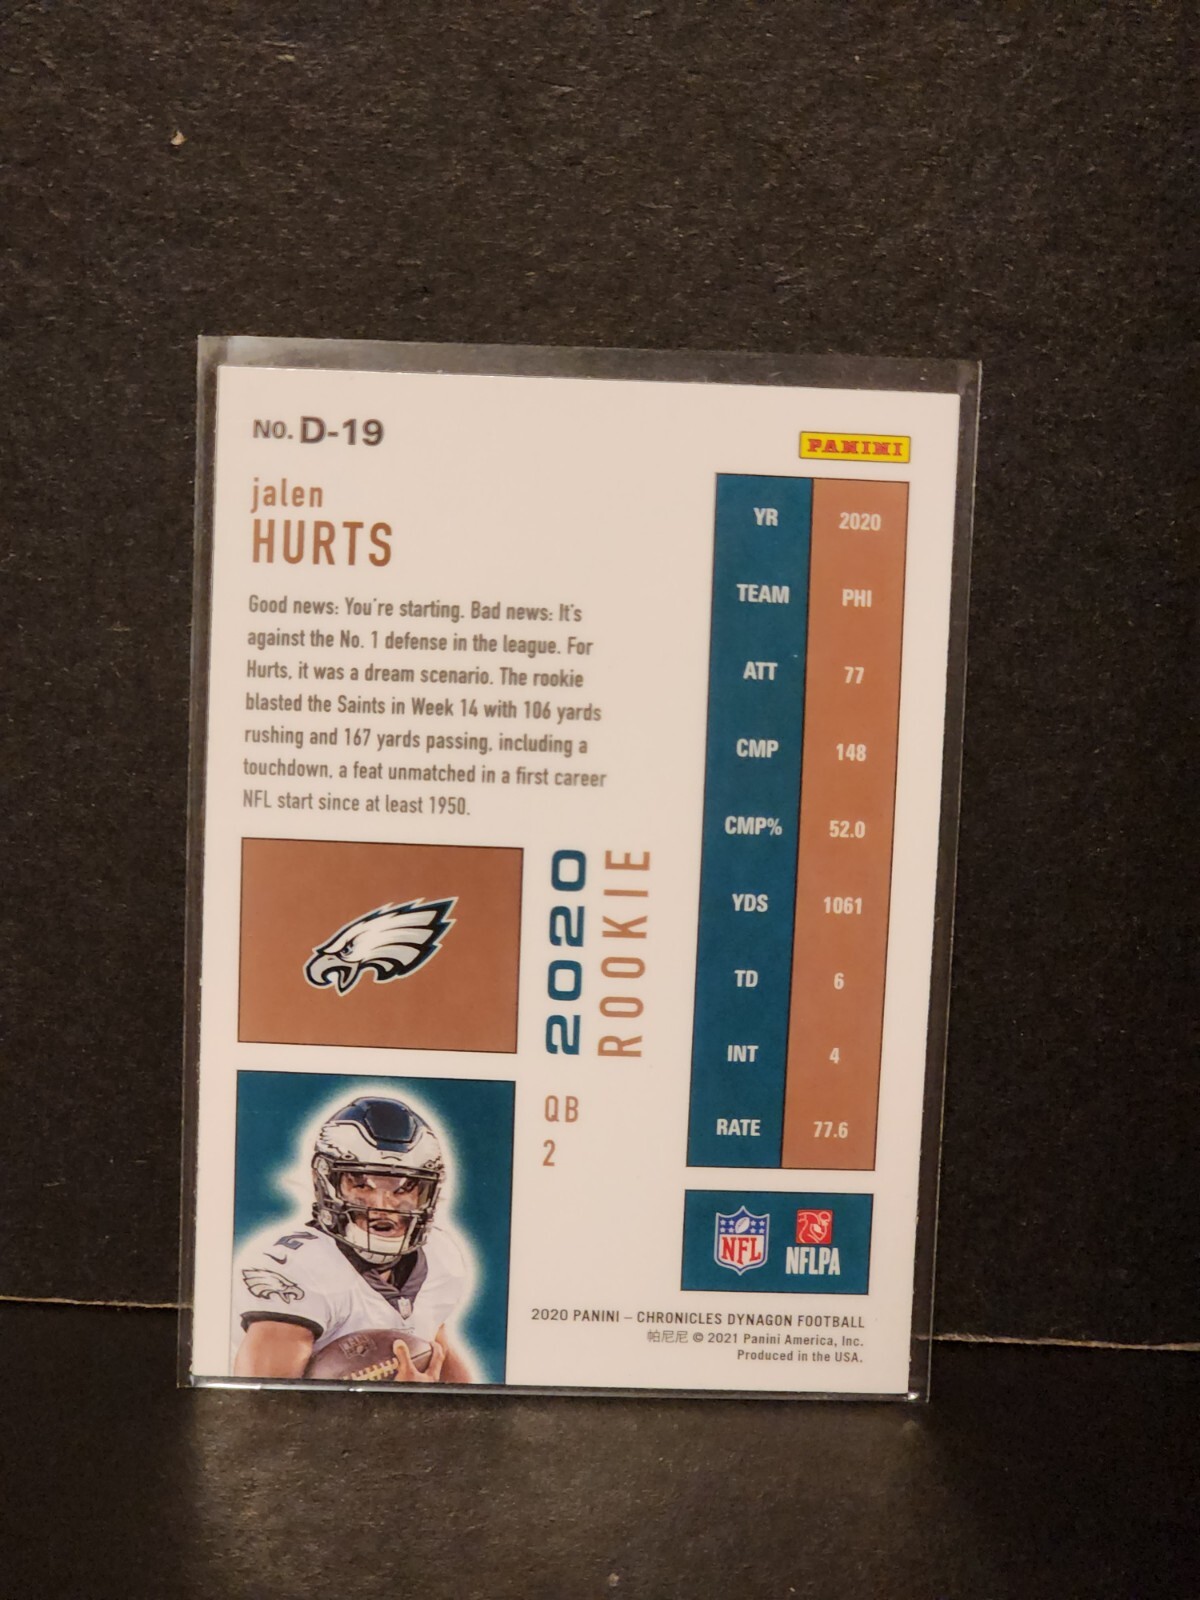 NO. D-19
PANINI
jalen
HURTS
Good news: You're starting. Bad news: It's
against the No. 1 defense in the league. For
Hurts, it was a dream scenario. The rookie
blasted the Saints in Week 14 with 106 yards
rushing and 167 yards passing, including a
touchdown, a feat unmatched in a first career
NFL start since at least 1950.
YR 2020
TEAM PHI
ATT 77
CMP 148
CMP% 52.0
YDS 1061
TD 6
INT 4
RATE 77.6
2020
ROOKIE
QB
2
2
NFL
NFLPA
2020 PANINI – CHRONICLES DYNAGON FOOTBALL
帕尼尼 © 2021 Panini America, Inc.
Produced in the USA.